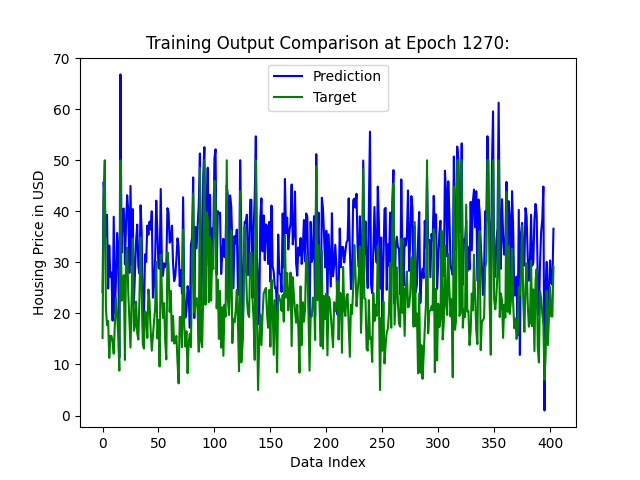 Training Output Comparison at Epoch 1270:
Prediction
Target
Housing Price in USD
70
60
50
40
30
20
10
0
0 50 100 150 200 250 300 350 400
Data Index